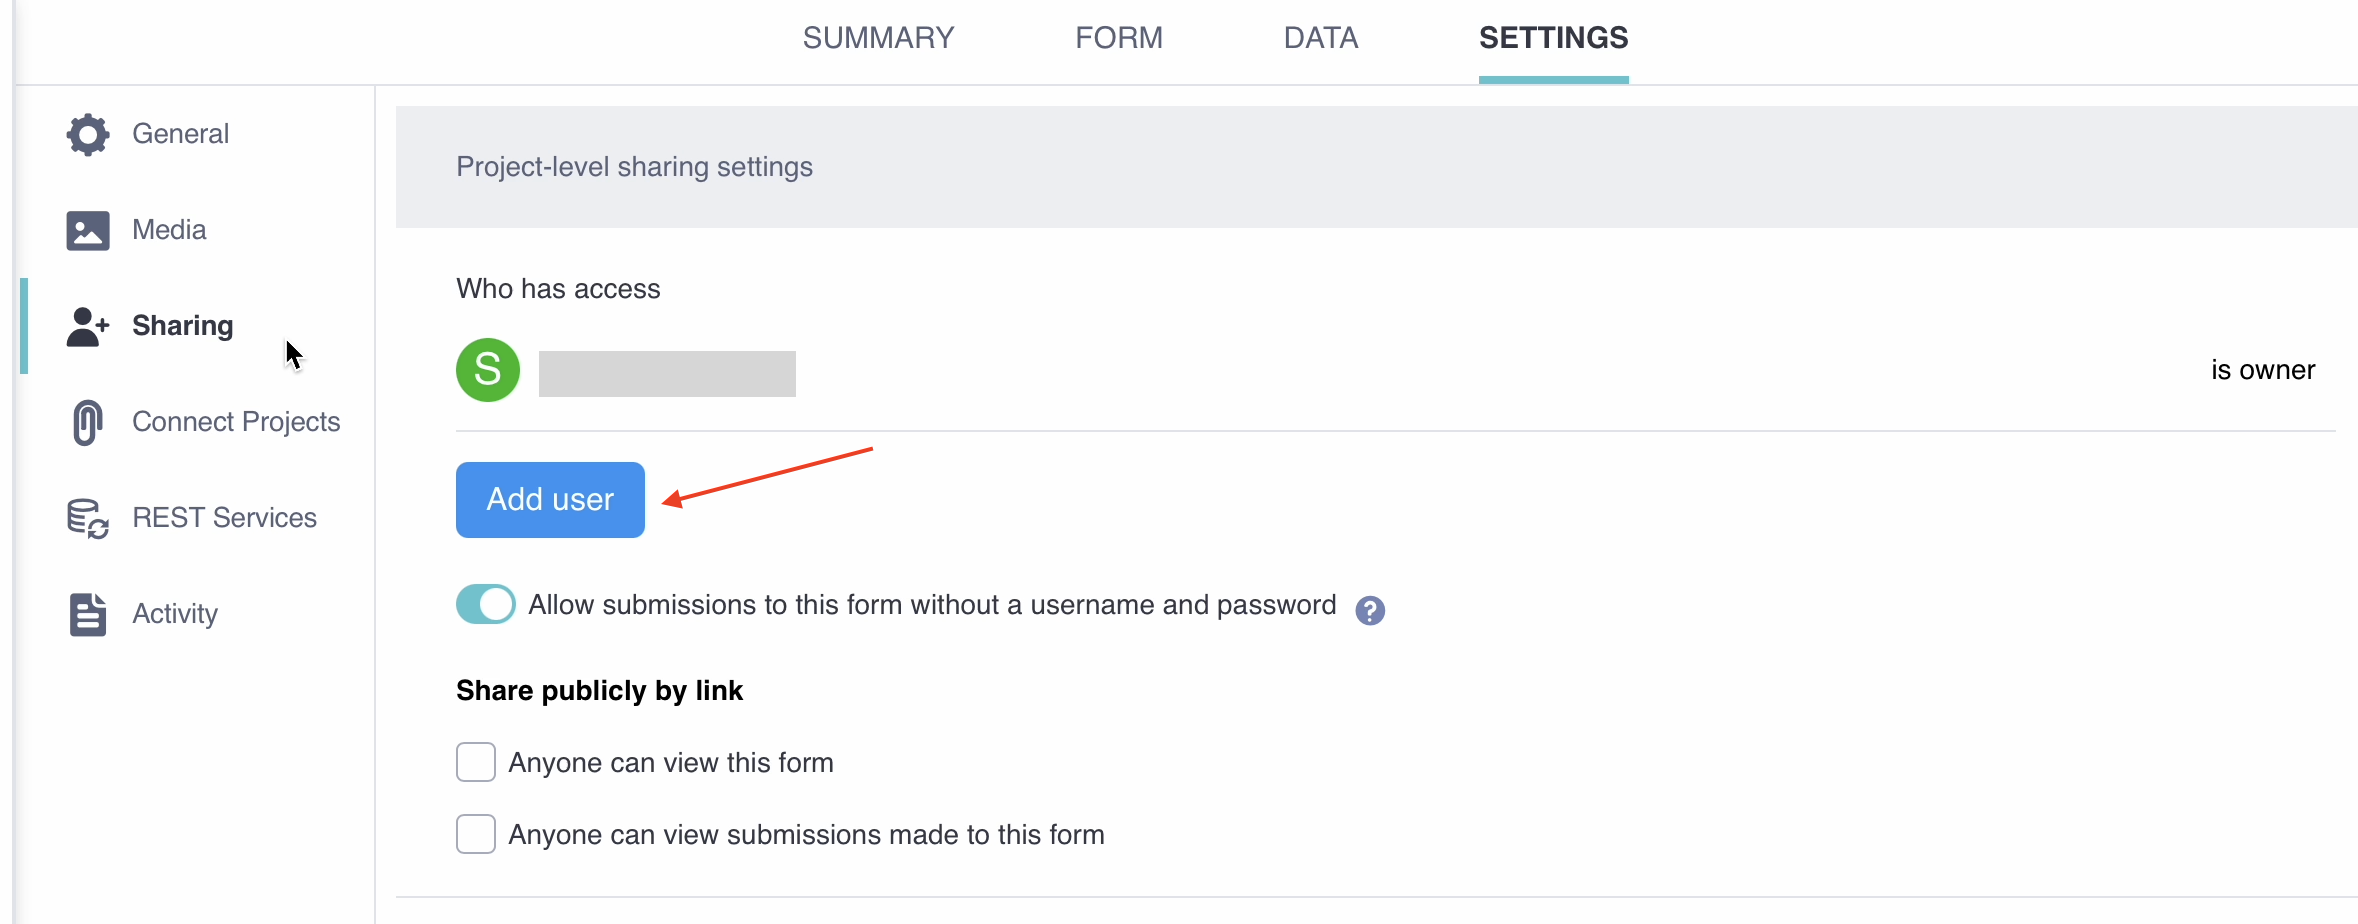 SUMMARY FORM DATA SETTINGS
General
Media
Sharing
Connect Projects
REST Services
Activity
Project-level sharing settings
Who has access
S
is owner
Add user
Allow submissions to this form without a username and password ?
Share publicly by link
Anyone can view this form
Anyone can view submissions made to this form